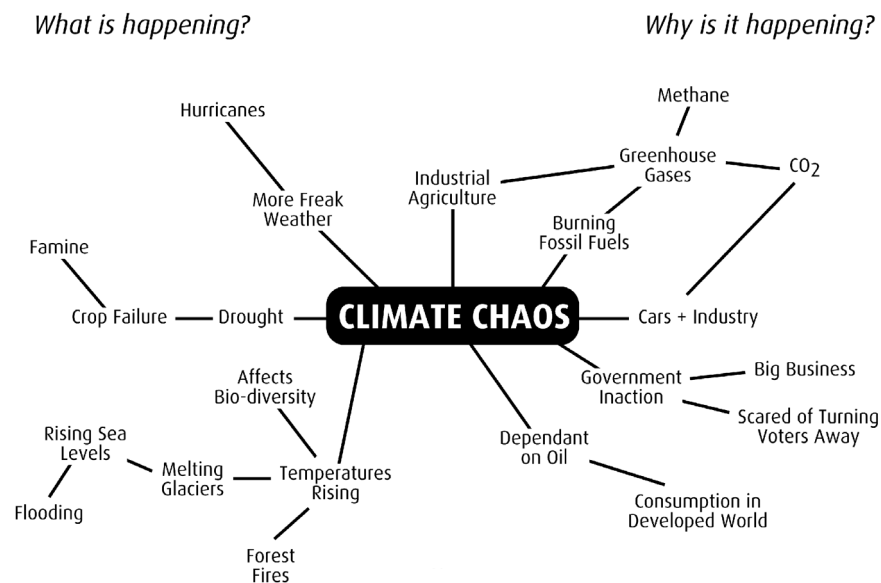 What is happening?
Why is it happening?
Hurricanes
More Freak
Weather
Famine
Crop Failure
Drought
CLIMATE CHAOS
Affects
Bio-diversity
Rising Sea
Levels
Melting
Glaciers
Temperatures
Rising
Flooding
Forest
Fires
Methane
Greenhouse
Gases
CO₂
Industrial
Agriculture
Burning
Fossil Fuels
Cars + Industry
Government
Inaction
Big Business
Scared of Turning
Voters Away
Dependant
on Oil
Consumption in
Developed World